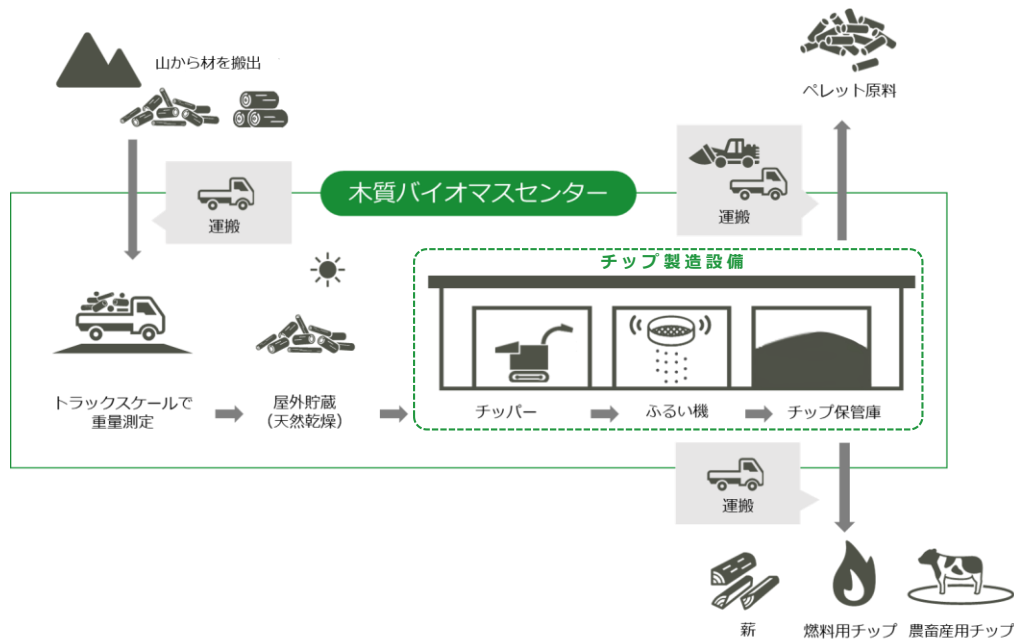 山から材を搬出
ペレット原料
運搬
木質バイオマスセンター
運搬
チップ製造設備
トラックスケールで
重量測定
屋外貯蔵
(天然乾燥)
チッパー
ふるい機
チップ保管庫
運搬
薪
燃料用チップ
農畜産用チップ